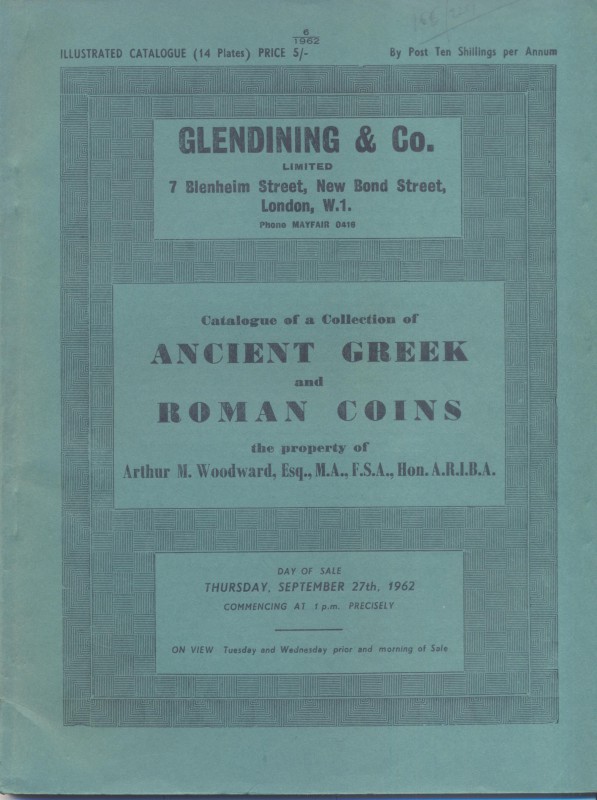 6
1962
ILLUSTRATED CATALOGUE (14 Plates) PRICE 5/-
By Post Ten Shillings per Annum
GLENDINING & Co.
LIMITED
7 Blenheim Street, New Bond Street,
London, W.1.
Phone MAYFAIR 0416
Catalogue of a Collection of
ANCIENT GREEK
and
ROMAN COINS
the property of
Arthur M. Woodward, Esq., M.A., F.S.A., Hon. A.R.I.B.A.
DAY OF SALE
THURSDAY, SEPTEMBER 27th, 1962
COMMENCING AT 1 p.m. PRECISELY
ON VIEW Tuesday and Wednesday prior and morning of Sale